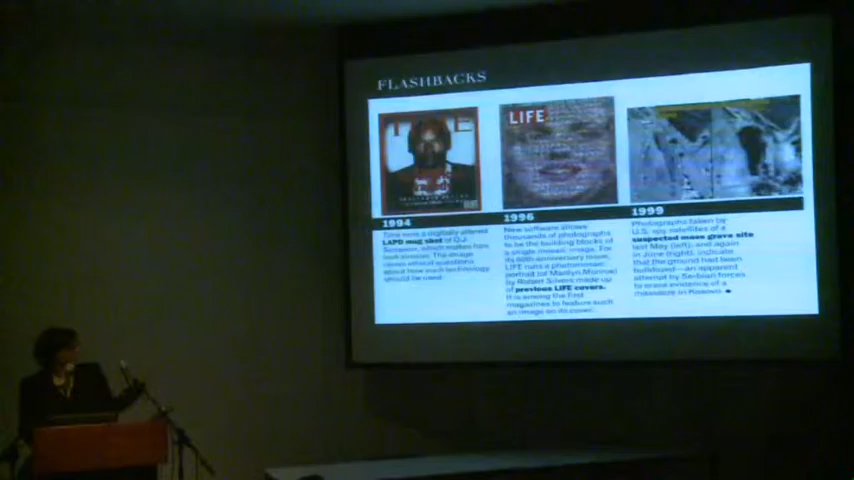 FLASHBACKS
TIME
LIFE
1994
Time runs a digitally altered
LAPD mug shot of O.J.
Simpson, which makes him
look sinister. The image
raises ethical questions
about how much technology
should be used.
1996
New software allows
thousands of photographs
to be the building blocks of
a single mosaic image. For
its 60th anniversary issue,
LIFE runs a photomosaic
portrait (of Marilyn Monroe)
by Robert Silvers made up
of previous LIFE covers.
It is among the first
magazines to feature such
an image on its cover.
1999
Photographs taken by
U.S. spy satellites of a
suspected mass grave site
last May (left), and again
in June (right), indicate
that the ground had been
bulldozed—an apparent
attempt by Serbian forces
to erase evidence of a
massacre in Kosovo.